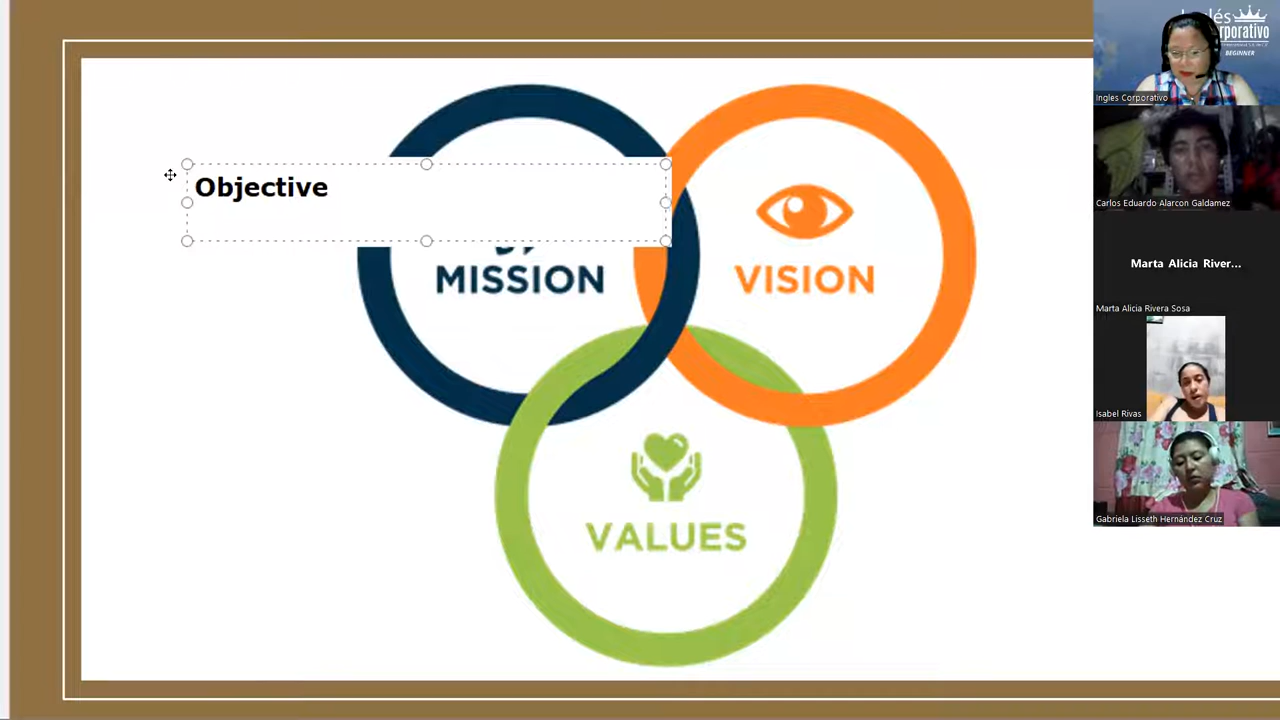 Objective
MISSION
VISION
VALUES
Inglés
Corporativo
BEGINNER
Ingles Corporativo
Carlos Eduardo Alarcon Galdamez
Marta Alicia River...
Marta Alicia Rivera Sosa
Isabel Rivas
Gabriela Lisseth Hernández Cruz